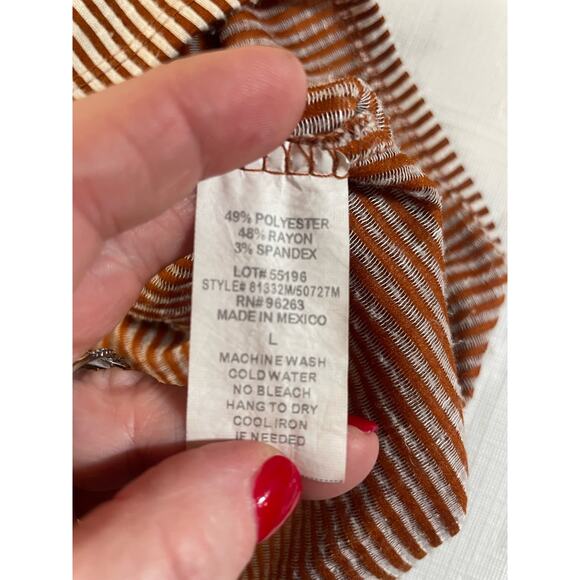 49% POLYESTER
48% RAYON
3% SPANDEX
LOT# 55196
STYLE# 81332M/50727M
RN# 96263
MADE IN MEXICO
L
MACHINE WASH
COLD WATER
NO BLEACH
HANG TO DRY
COOL IRON
IF NEEDED